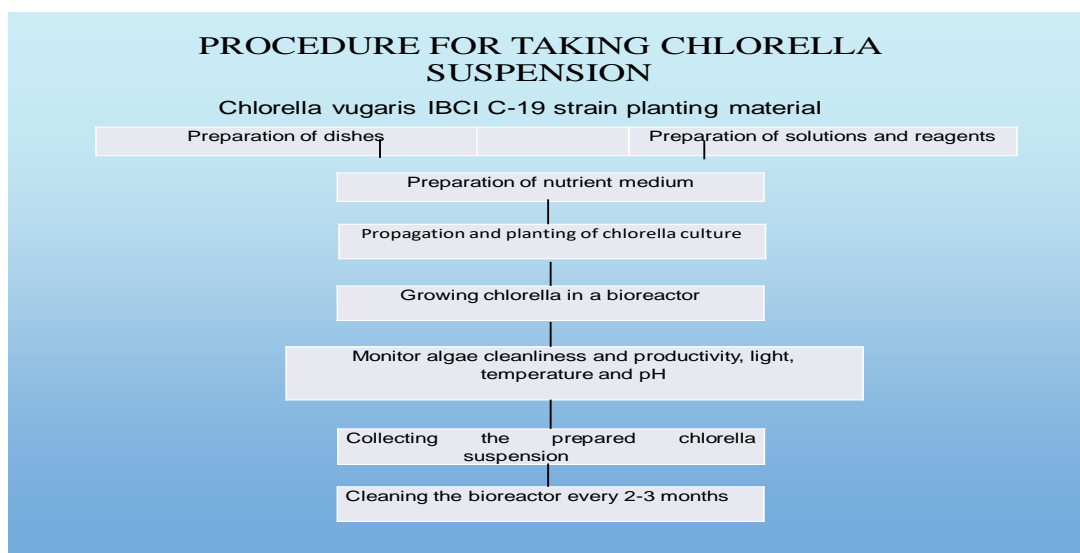 PROCEDURE FOR TAKING CHLORELLA
SUSPENSION
Chlorella vugaris IBCI C-19 strain planting material
Preparation of dishes
Preparation of solutions and reagents
Preparation of nutrient medium
Propagation and planting of chlorella culture
Growing chlorella in a bioreactor
Monitor algae cleanliness and productivity, light,
temperature and pH
Collecting the prepared chlorella
suspension
Cleaning the bioreactor every 2-3 months